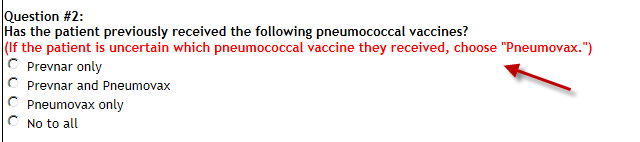 Question #2:
Has the patient previously received the following pneumococcal vaccines?
(If the patient is uncertain which pneumococcal vaccine they received, choose "Pneumovax.")
Prevnar only
Prevnar and Pneumovax
Pneumovax only
No to all